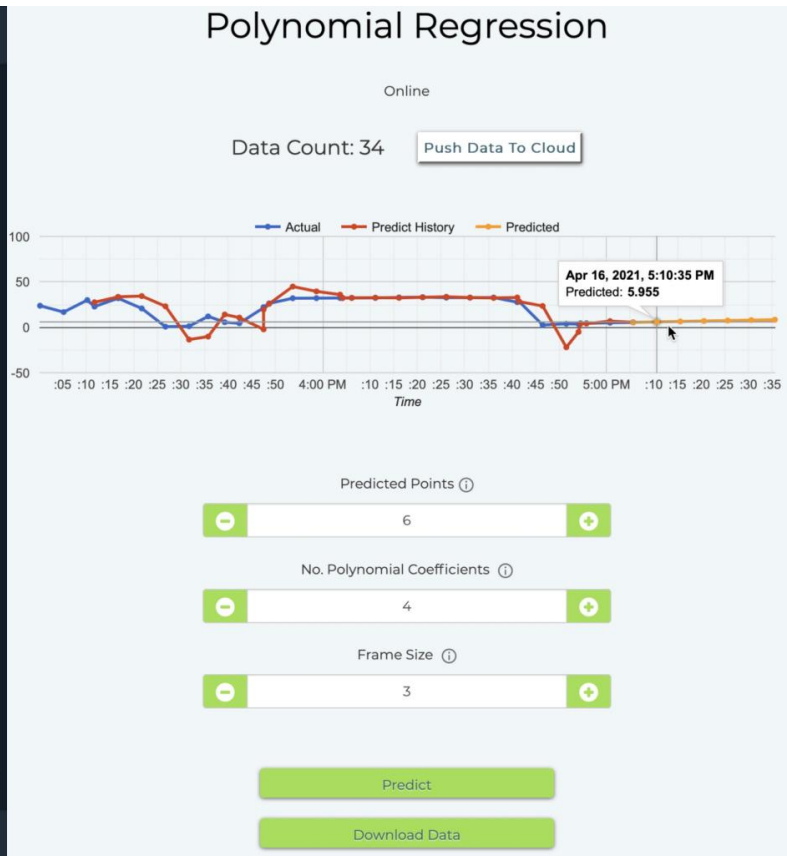 Polynomial Regression
Online
Data Count: 34 Push Data To Cloud
Actual Predict History Predicted
100
50
0
-50
Apr 16, 2021, 5:10:35 PM
Predicted: 5.955
:05 :10 :15 :20 :25 :30 :35 :40 :45 :50 4:00 PM :10 :15 :20 :25 :30 :35 :40 :45 :50 5:00 PM :10 :15 :20 :25 :30 :35
Time
Predicted Points
6
No. Polynomial Coefficients
4
Frame Size
3
Predict
Download Data